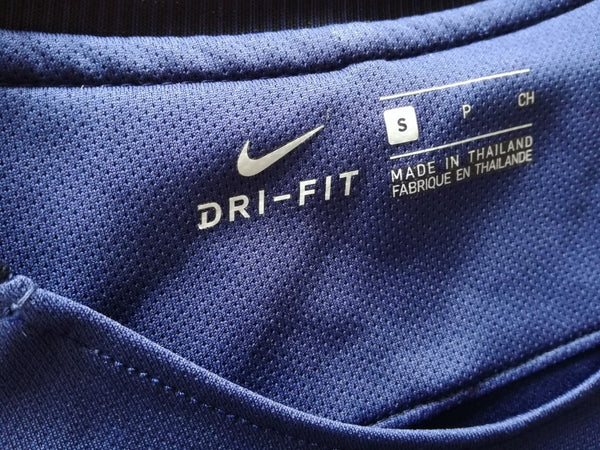 DRI-FIT
S P CH
MADE IN THAILAND
FABRIQUE EN THAILANDE